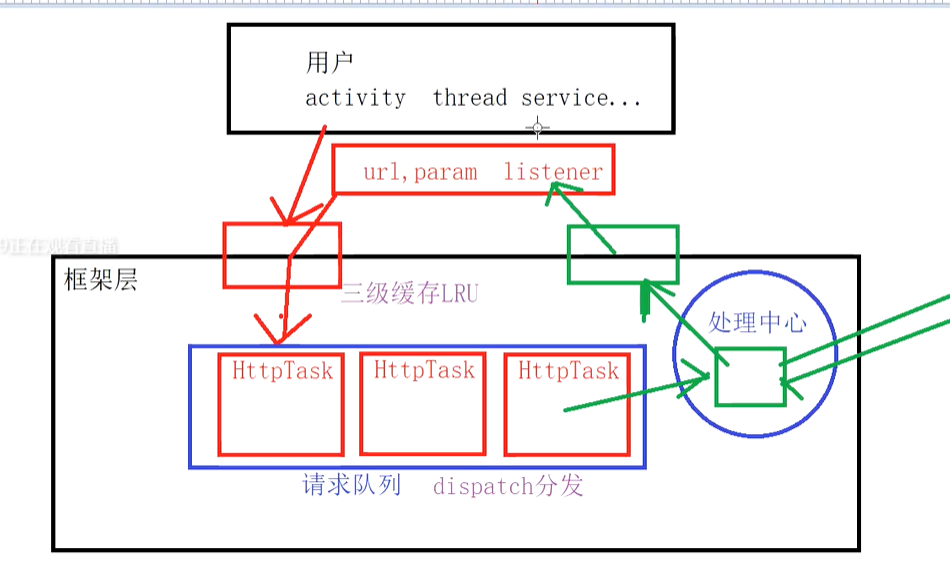 用户
activity thread service...
url,param listener
9正在观看直播
框架层
三级缓存LRU
处理中心
HttpTask HttpTask HttpTask
请求队列 dispatch分发